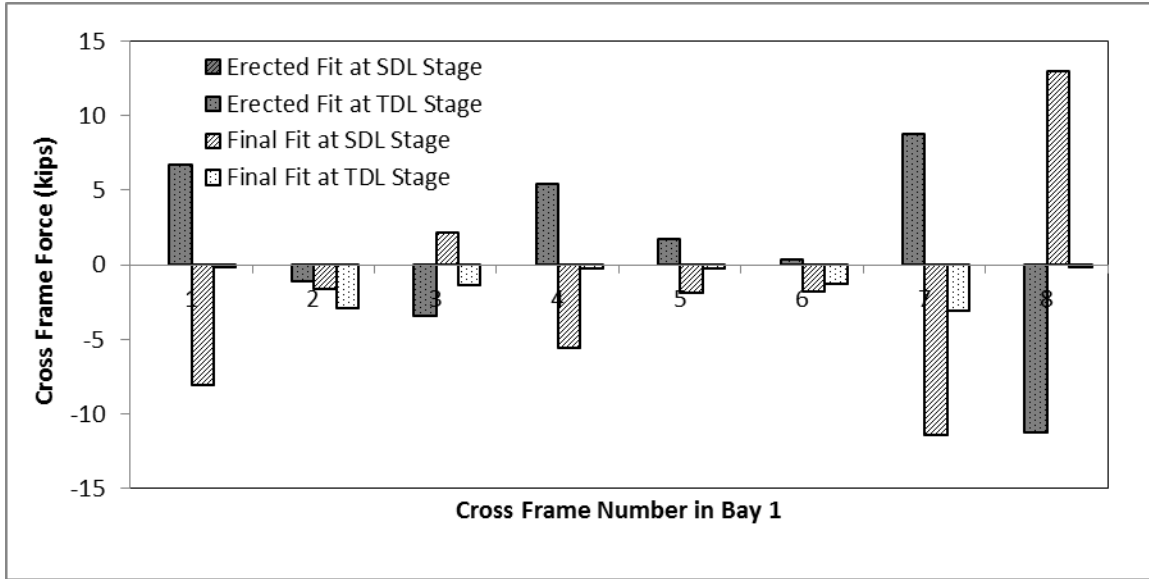 15
10
5
0
-5
-10
-15
Cross Frame Force (kips)
Erected Fit at SDL Stage
Erected Fit at TDL Stage
Final Fit at SDL Stage
Final Fit at TDL Stage
1 2 3 4 5 6 7 8
Cross Frame Number in Bay 1